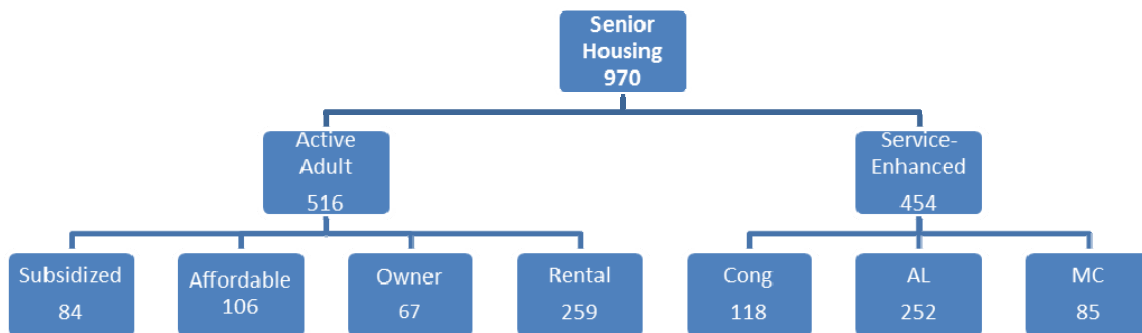 Senior
Housing
970
Active
Adult
516
Service-
Enhanced
454
Subsidized
84
Affordable
106
Owner
67
Rental
259
Cong
118
AL
252
MC
85